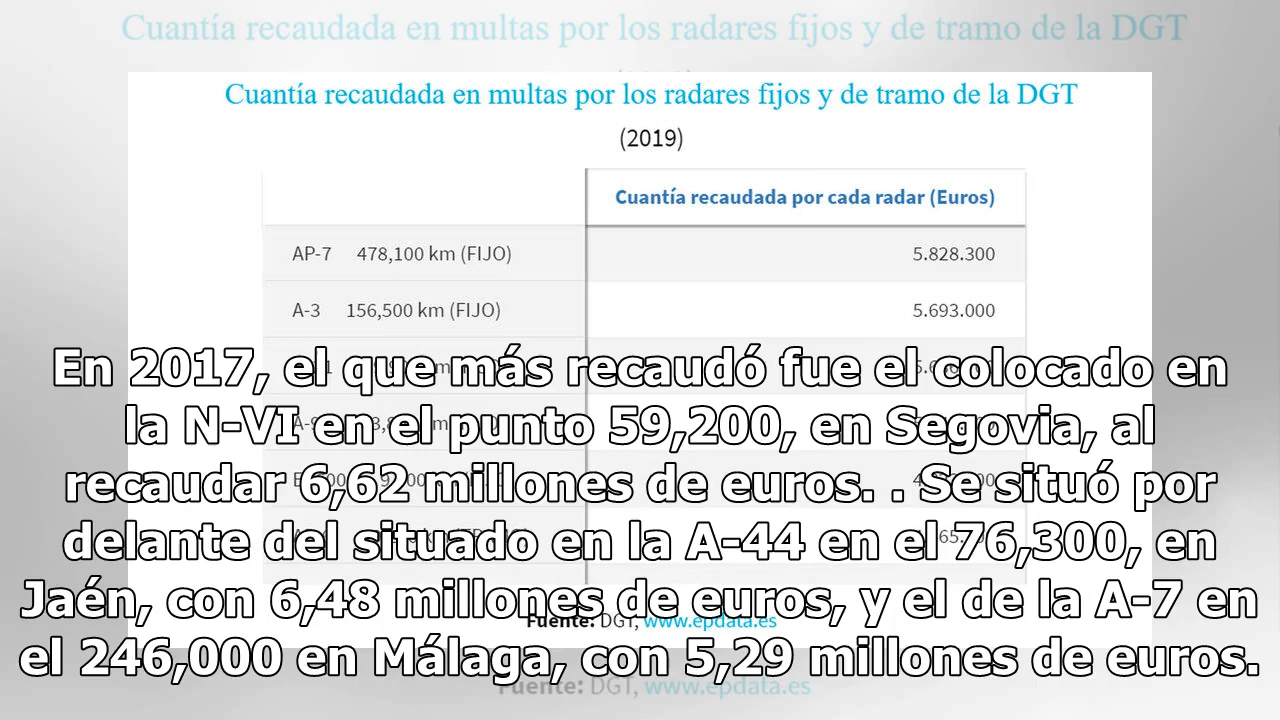 Cuantía recaudada en multas por los radares fijos y de tramo de la DGT
Cuantía recaudada en multas por los radares fijos y de tramo de la DGT
(2019)
Cuantía recaudada por cada radar (Euros)
AP-7 478,100 km (FIJO) 5.828.300
A-3 156,500 km (FIJO) 5.693.000
En 2017, el que más recaudó fue el colocado en
la N-VI en el punto 59,200, en Segovia, al
recaudar 6,62 millones de euros. . Se situó por
delante del situado en la A-44 en el 76,300, en
Jaén, con 6,48 millones de euros, y el de la A-7 en
Fuente: DGT, www.epdata.es
el 246,000 en Málaga, con 5,29 millones de euros.
Fuente: DGT, www.epdata.es